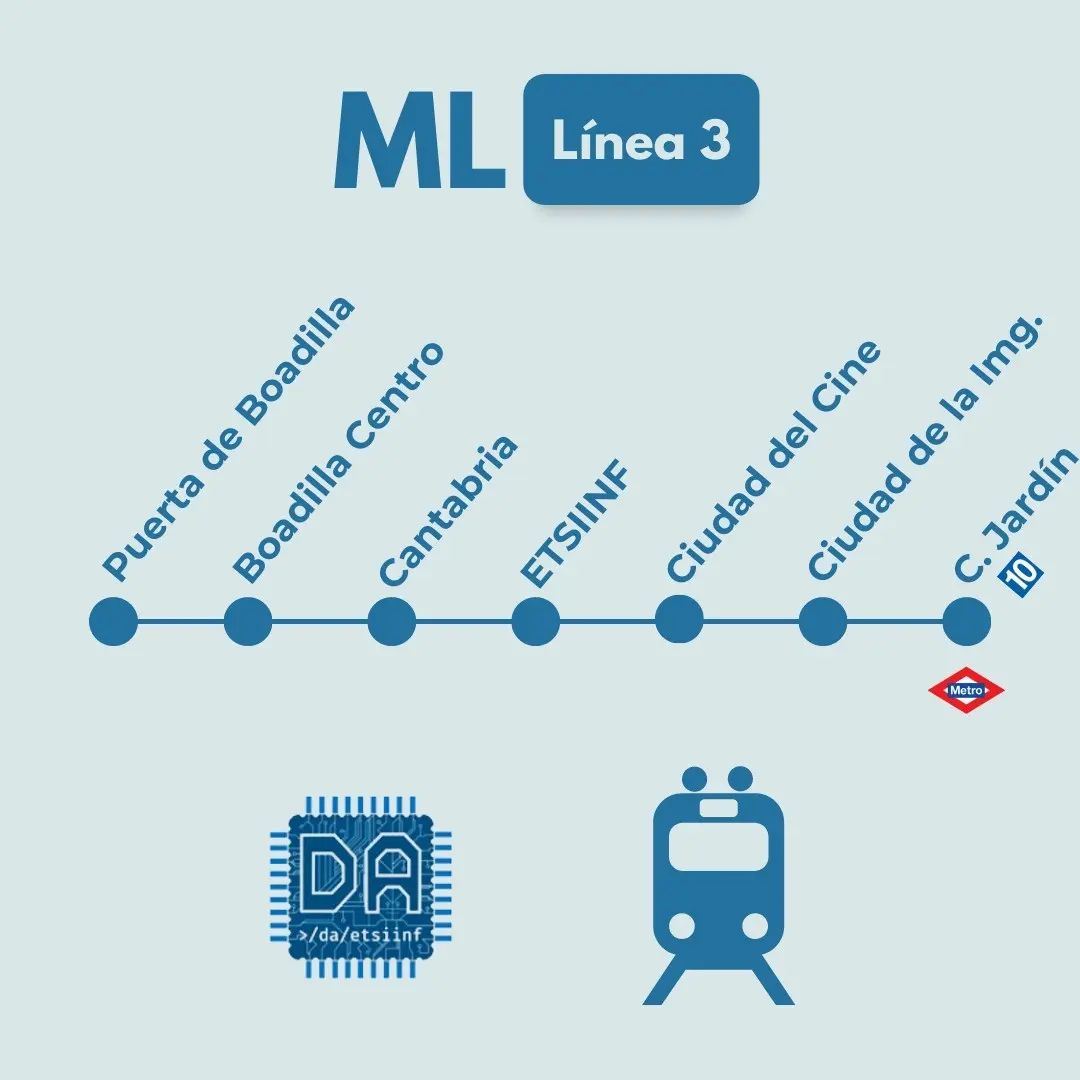 ML Línea 3
Puerta de Boadilla
Boadilla Centro
Cantabria
ETSIINF
Ciudad del Cine
Ciudad de la Img.
C. Jardín
10
Metro
DA
>/da/etsiinf